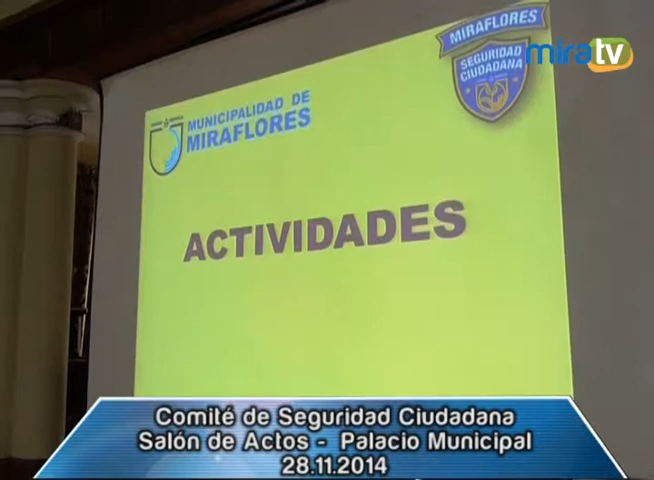 MIRAFLORES
SEGURIDAD
CIUDADANA
miratv
MUNICIPALIDAD DE
MIRAFLORES
ACTIVIDADES
Comité de Seguridad Ciudadana
Salón de Actos - Palacio Municipal
28.11.2014